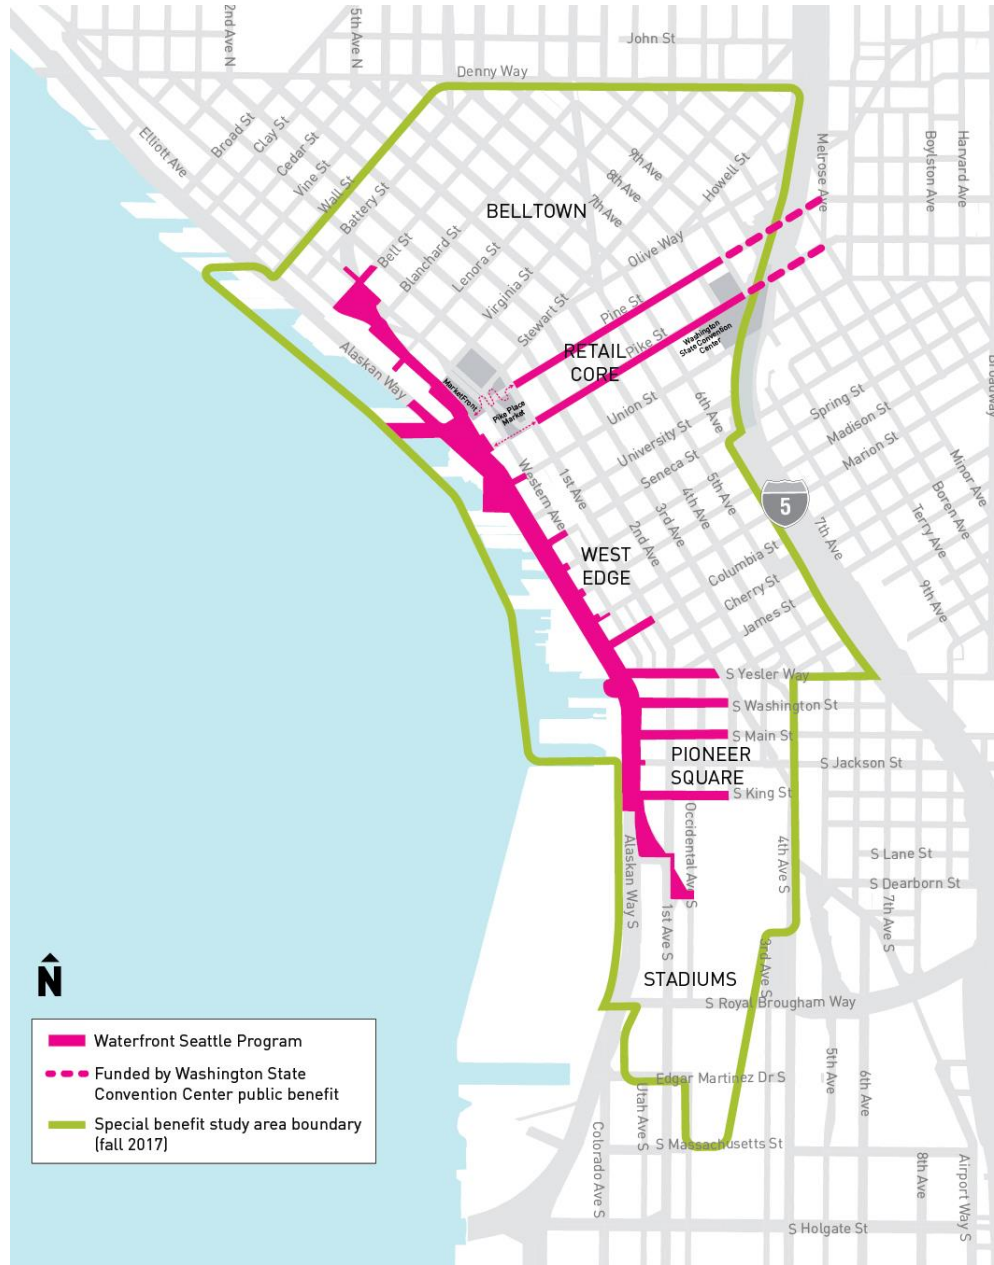 2nd Ave N
5th Ave N
John St
Denny Way
Elliott Ave
Broad St
Clay St
Cedar St
Vine St
Wall St
Battery St
Bell St
Blanchard St
Lenora St
Virginia St
Stewart St
9th Ave
8th Ave
7th Ave
Howell St
Olive Way
Melrose Ave
Boylston Ave
Harvard Ave
BELLTOWN
Pine St
Pike St
RETAIL
CORE
Washington
State Convention
Center
MarketFront
Pike Place
Market
Alaskan Way
Broadway
Union St
University St
Seneca St
6th Ave
5th Ave
4th Ave
3rd Ave
2nd Ave
1st Ave
Western Ave
Spring St
Madison St
Marion St
Minor Ave
Boren Ave
Terry Ave
9th Ave
7th Ave
5
WEST
EDGE
Columbia St
Cherry St
James St
S Yesler Way
S Washington St
S Main St
PIONEER
SQUARE
S Jackson St
S King St
Occidental Ave S
Alaskan Way S
1st Ave S
4th Ave S
S Lane St
S Dearborn St
7th Ave S
3rd Ave S
STADIUMS
S Royal Brougham Way
Edgar Martinez Dr S
Utah Ave S
S Massachusetts St
Colorado Ave S
5th Ave S
6th Ave S
8th Ave S
Airport Way S
S Holgate St
N
Waterfront Seattle Program
Funded by Washington State
Convention Center public benefit
Special benefit study area boundary
(fall 2017)